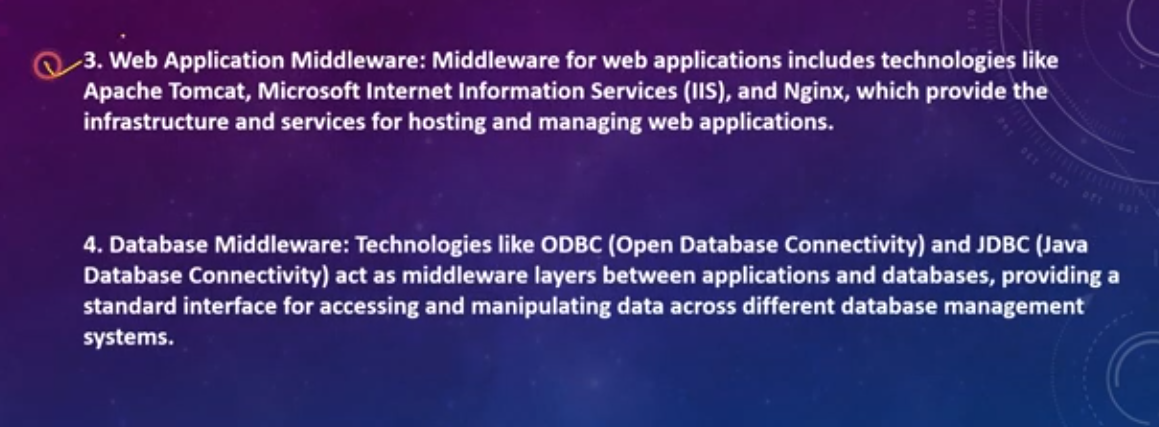 3. Web Application Middleware: Middleware for web applications includes technologies like
Apache Tomcat, Microsoft Internet Information Services (IIS), and Nginx, which provide the
infrastructure and services for hosting and managing web applications.
4. Database Middleware: Technologies like ODBC (Open Database Connectivity) and JDBC (Java
Database Connectivity) act as middleware layers between applications and databases, providing a
standard interface for accessing and manipulating data across different database management
systems.